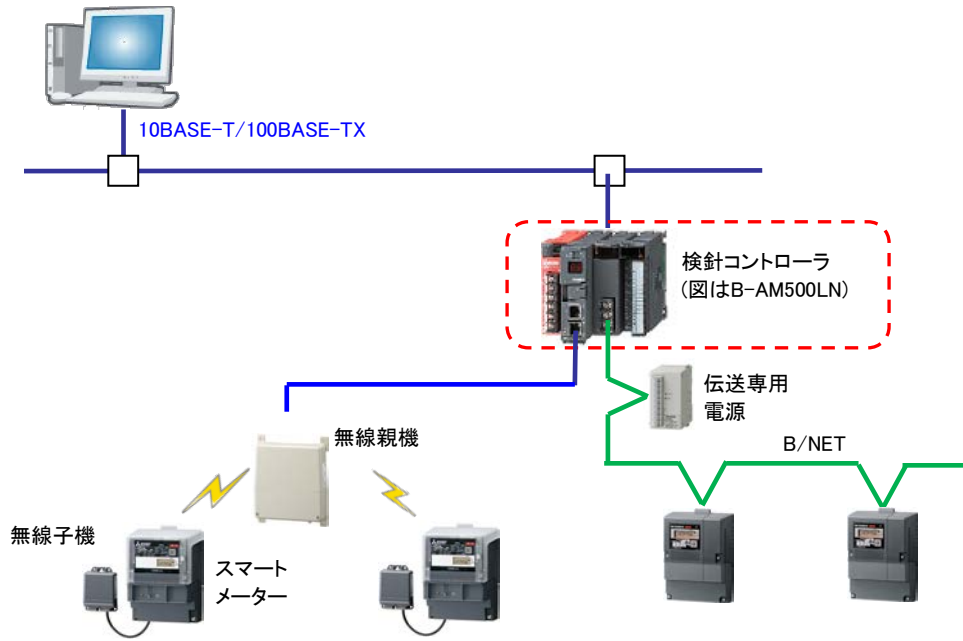 10BASE-T/100BASE-TX
検針コントローラ
(図はB-AM500LN)
伝送専用
電源
B/NET
無線親機
無線子機
スマート
メーター